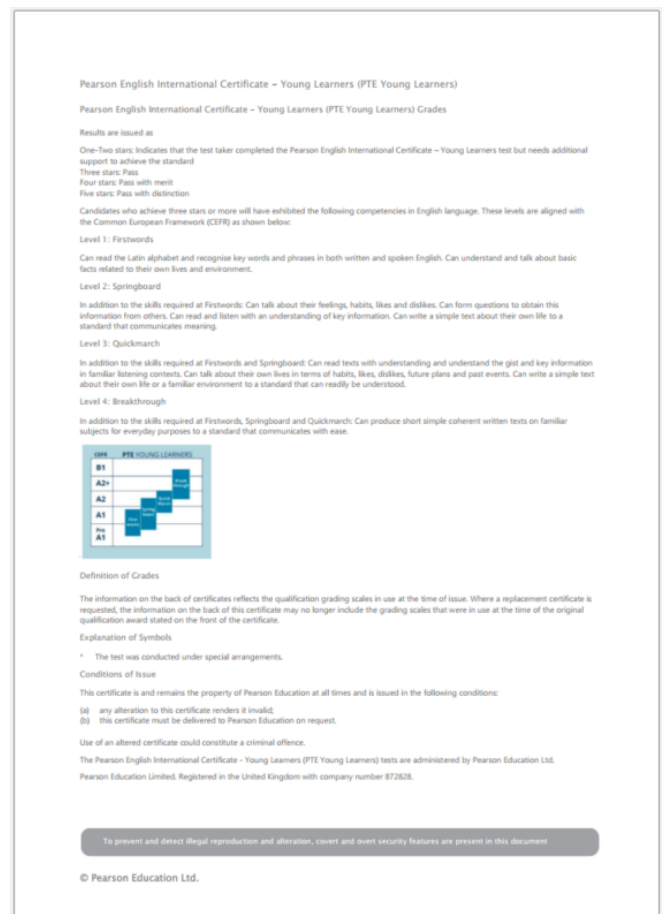 Pearson English International Certificate – Young Learners (PTE Young Learners)
Pearson English International Certificate – Young Learners (PTE Young Learners) Grades
Results are issued as
One-Two stars: Indicates that the test taker completed the Pearson English International Certificate – Young Learners test but needs additional
support to achieve the standard
Three stars: Pass
Four stars: Pass with merit
Five stars: Pass with distinction
Candidates who achieve three stars or more will have exhibited the following competencies in English language. These levels are aligned with
the Common European Framework (CEFR) as shown below:
Level 1: Firstwords
Can read the Latin alphabet and recognise key words and phrases in both written and spoken English. Can understand and talk about basic
facts related to their own lives and environment.
Level 2: Springboard
In addition to the skills required at Firstwords: Can talk about their feelings, habits, likes and dislikes. Can form questions to obtain this
information from others. Can read and listen with an understanding of key information. Can write a simple text about their own life to a
standard that communicates meaning.
Level 3: Quickmarch
In addition to the skills required at Firstwords and Springboard: Can read texts with understanding and understand the gist and key information
in familiar listening contexts. Can talk about their own lives in terms of habits, likes, dislikes, future plans and past events. Can write a simple text
about their own life or a familiar environment to a standard that can readily be understood.
Level 4: Breakthrough
In addition to the skills required at Firstwords, Springboard and Quickmarch: Can produce short simple coherent written texts on familiar
subjects for everyday purposes to a standard that communicates with ease.
CEFR PTE YOUNG LEARNERS
B1
A2+ Break
through
A2 Quick
March
A1 Spring
board
First
words
Pre
A1
Definition of Grades
The information on the back of certificates reflects the qualification grading scales in use at the time of issue. Where a replacement certificate is
requested, the information on the back of this certificate may no longer include the grading scales that were in use at the time of the original
qualification award stated on the front of the certificate.
Explanation of Symbols
* The test was conducted under special arrangements.
Conditions of Issue
This certificate is and remains the property of Pearson Education at all times and is issued in the following conditions:
(a) any alteration to this certificate renders it invalid;
(b) this certificate must be delivered to Pearson Education on request.
Use of an altered certificate could constitute a criminal offence.
The Pearson English International Certificate - Young Learners (PTE Young Learners) tests are administered by Pearson Education Ltd.
Pearson Education Limited. Registered in the United Kingdom with company number 872828.
To prevent and detect illegal reproduction and alteration, covert and overt security features are present in this document
© Pearson Education Ltd.